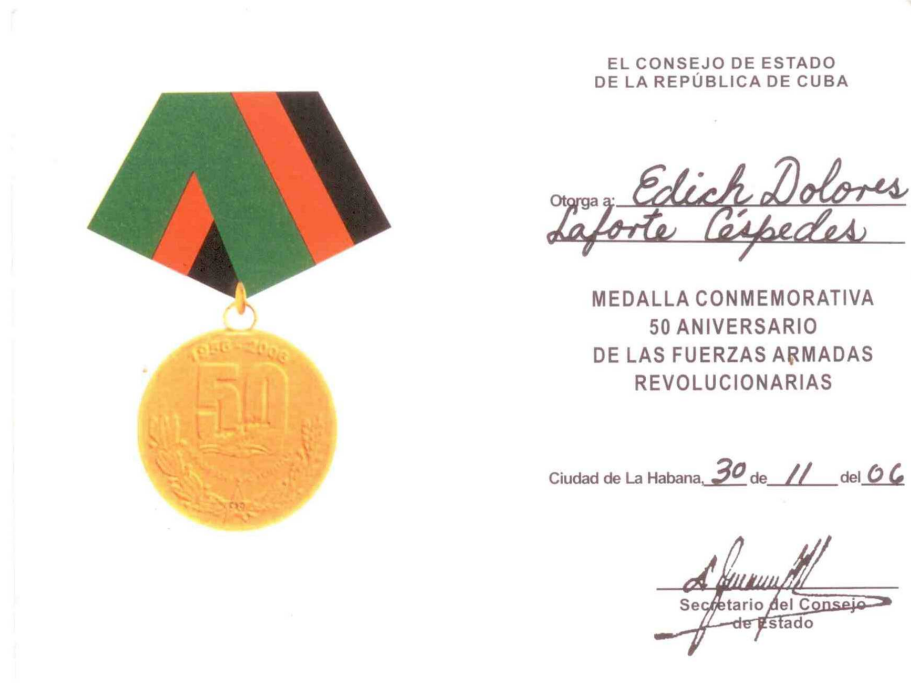 EL CONSEJO DE ESTADO
DE LA REPÚBLICA DE CUBA
Otorga a: Edich Dolores
Laforte Céspedes
MEDALLA CONMEMORATIVA
50 ANIVERSARIO
DE LAS FUERZAS ARMADAS
REVOLUCIONARIAS
Ciudad de La Habana, 30 de 11 del 06
Secretario del Consejo
de Estado
1956-2006
50
FAR